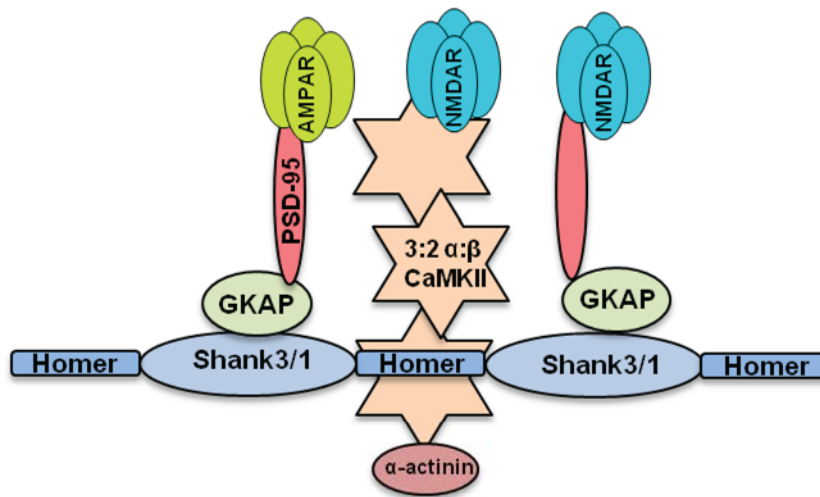 AMPAR
NMDAR
NMDAR
PSD-95
3:2 α:β
CaMKII
GKAP
GKAP
Homer
Shank3/1
Homer
Shank3/1
Homer
α-actinin